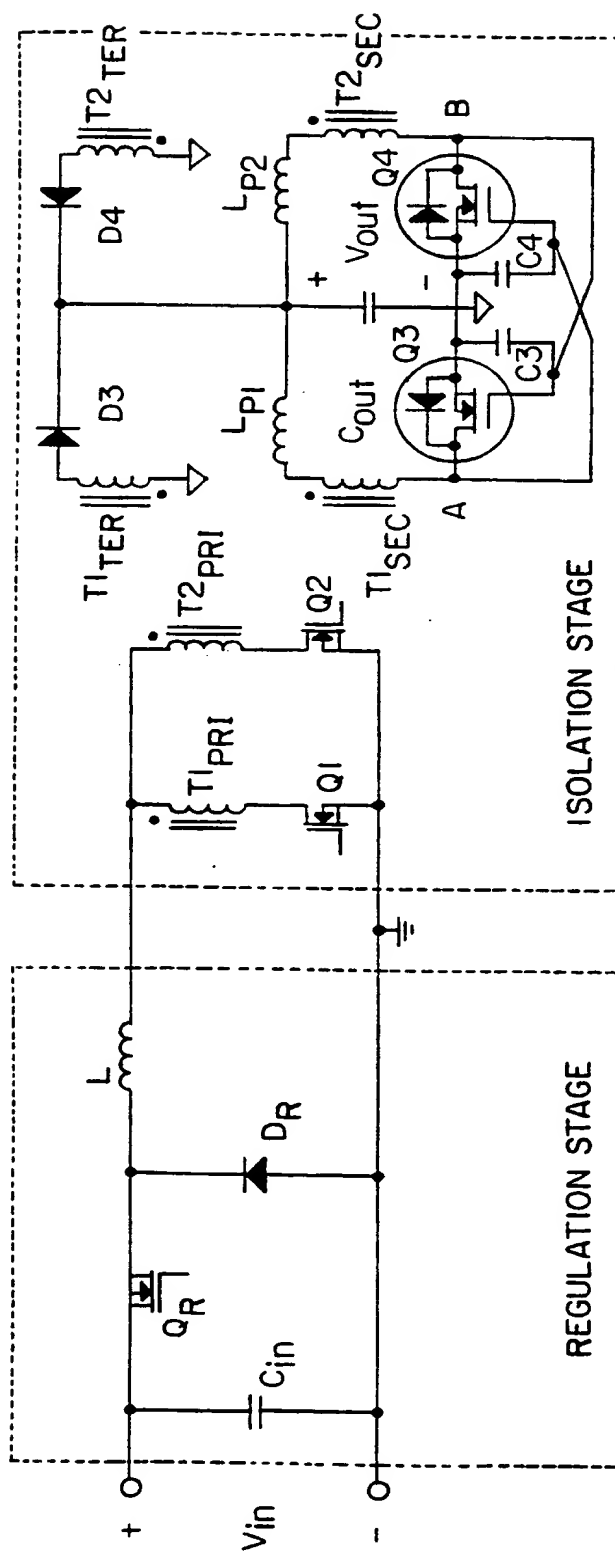 +
Vin
-
Cin
QR
DR
L
REGULATION STAGE
T1PRI
T2PRI
Q1
Q2
T1TER
D3
D4
T2TER
LP1
LP2
T1SEC
T2SEC
+
Vout
-
Cout
Q3
Q4
A
B
C3
C4
ISOLATION STAGE